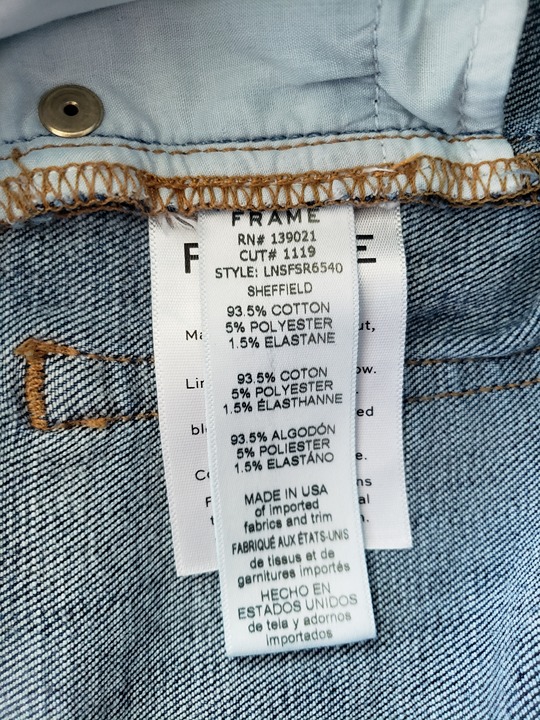 FRAME
RN# 139021
CUT# 1119
STYLE: LNSFSR6540
SHEFFIELD
93.5% COTTON
5% POLYESTER
1.5% ELASTANE
93.5% COTON
5% POLYESTER
1.5% ÉLASTHANNE
93.5% ALGODÓN
5% POLIESTER
1.5% ELASTÁNO
MADE IN USA
of imported
fabrics and trim
FABRIQUÉ AUX ÉTATS-UNIS
de tissus et de
garnitures importés
HECHO EN
ESTADOS UNIDOS
de tela y adornos
importados